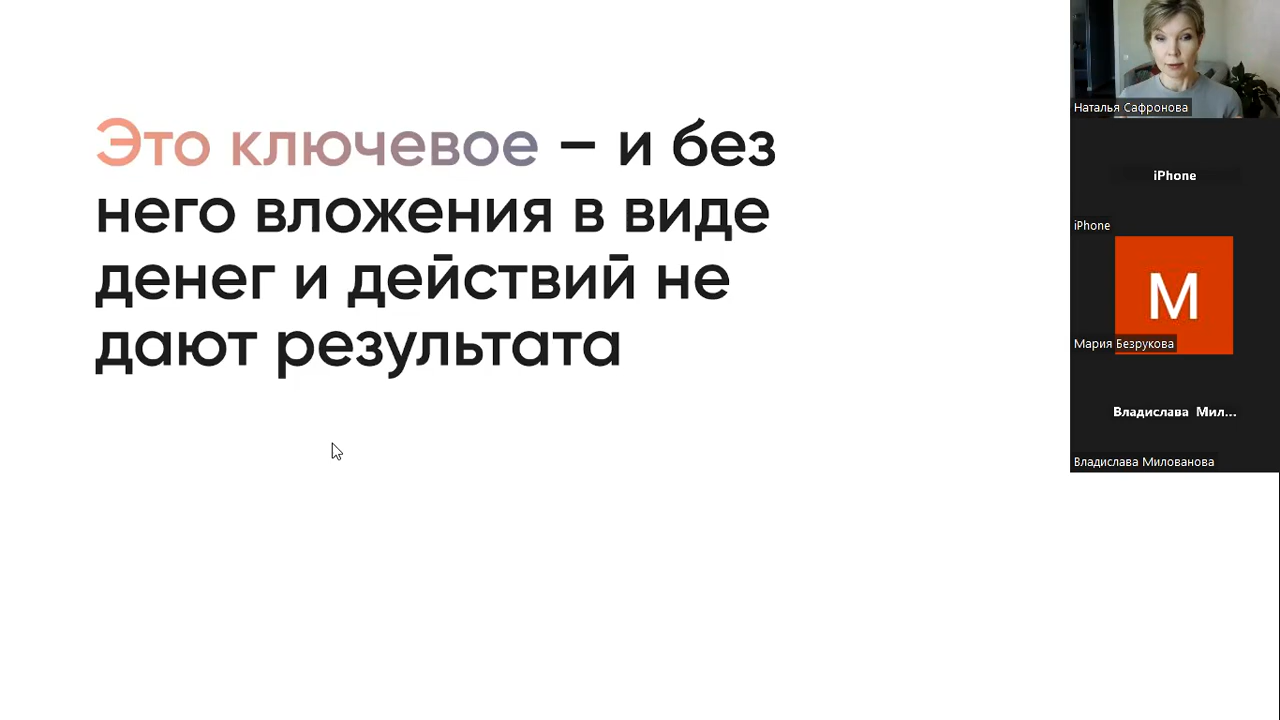 Это ключевое – и без
него вложения в виде
денег и действий не
дают результата
Наталья Сафронова
iPhone
iPhone
М
Мария Безрукова
Владислава Мил...
Владислава Милованова